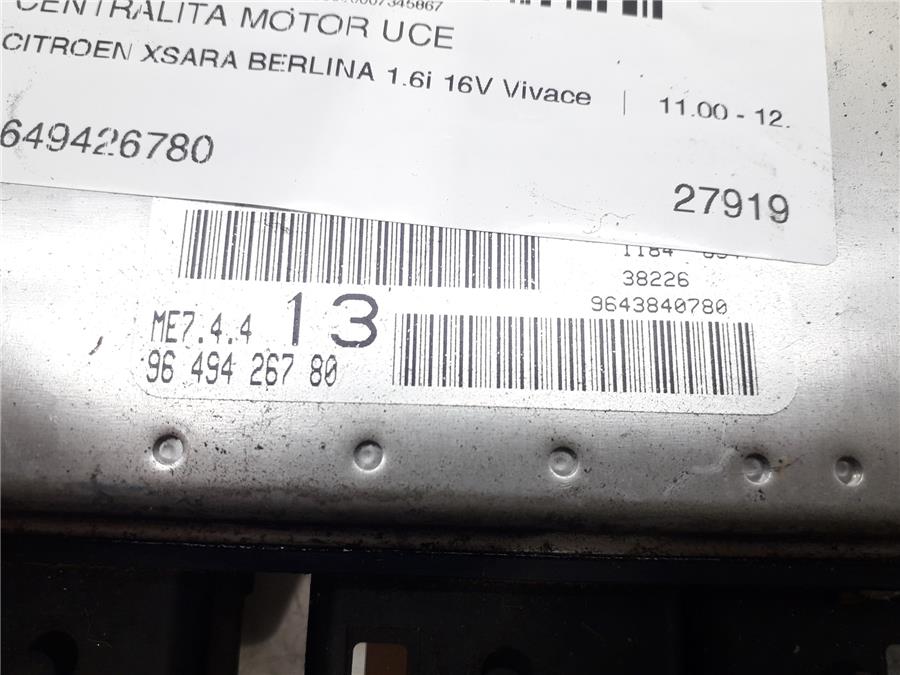 CENTRALITA MOTOR UCE
CITROEN XSARA BERLINA 1.6i 16V Vivace | 11.00 - 12.
649426780
27919
38226
9643840780
ME7.4.4 13
96 494 267 80